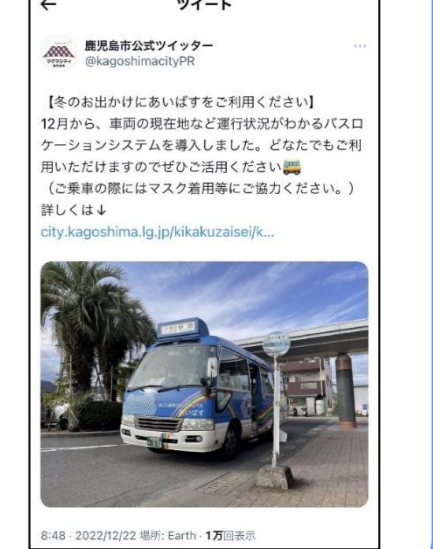 ツイート
マグマシティ
鹿児島市公式ツイッター
@kagoshimacityPR
【冬のお出かけにあいばすをご利用ください】
12月から、車両の現在地など運行状況がわかるバスロ
ケーションシステムを導入しました。どなたでもご利
用いただけますのでぜひご活用ください🚌
（ご乗車の際にはマスク着用等にご協力ください。）
詳しくは↓
city.kagoshima.lg.jp/kikakuzaisei/k...
あいばす
8:48 · 2022/12/22 場所: Earth · 1万回表示